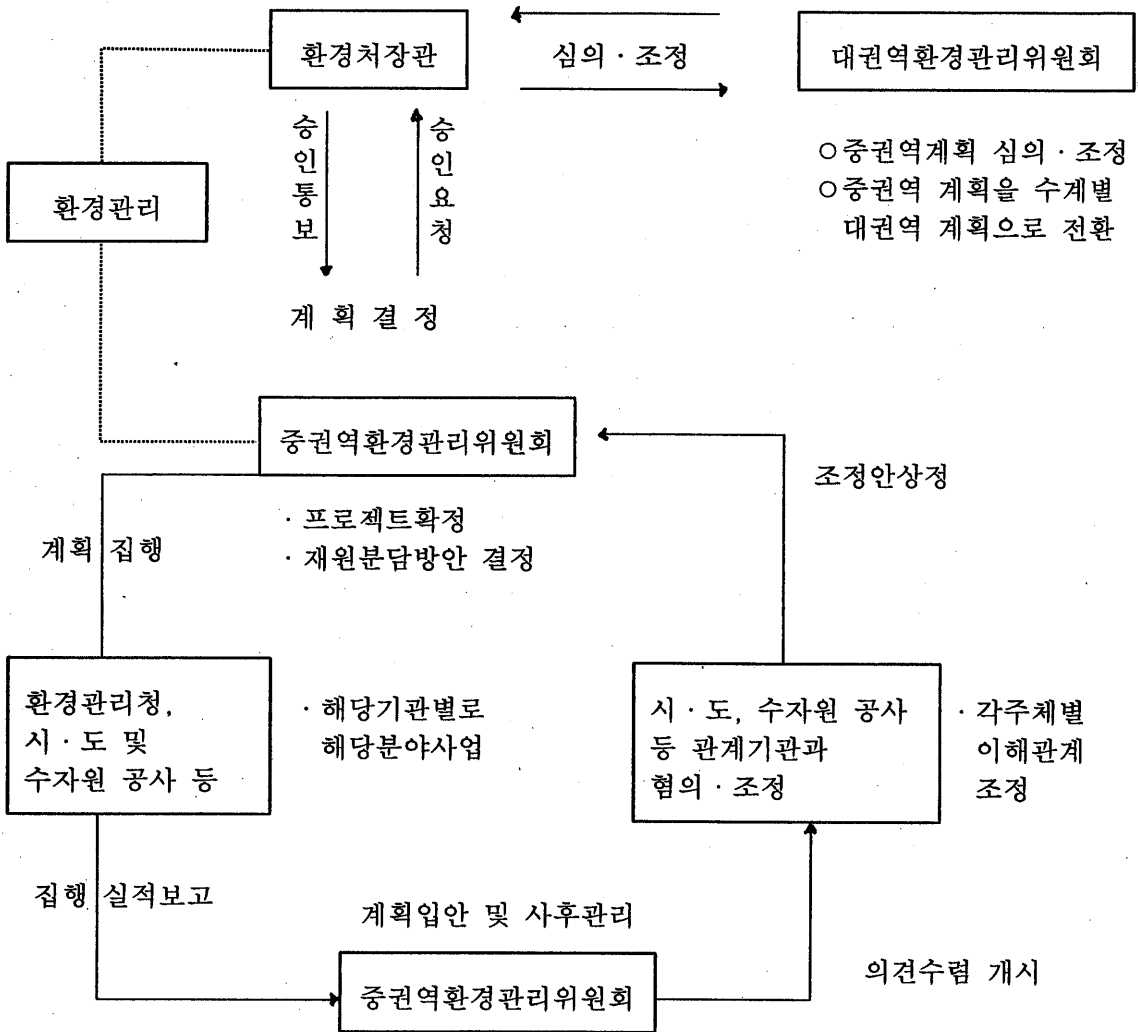 환경처장관
심의 · 조정
대권역환경관리위원회
승인통보
승인요청
○중권역계획 심의 · 조정
○중권역 계획을 수계별
대권역 계획으로 전환
환경관리
계 획 결 정
중권역환경관리위원회
조정안상정
· 프로젝트확정
· 재원분담방안 결정
계획 집행
환경관리청,
시 · 도 및
수자원 공사 등
· 해당기관별로
해당분야사업
시 · 도, 수자원 공사
등 관계기관과
혐의 · 조정
· 각주체별
이해관계
조정
집행 실적보고
계획입안 및 사후관리
중권역환경관리위원회
의견수렴 개시